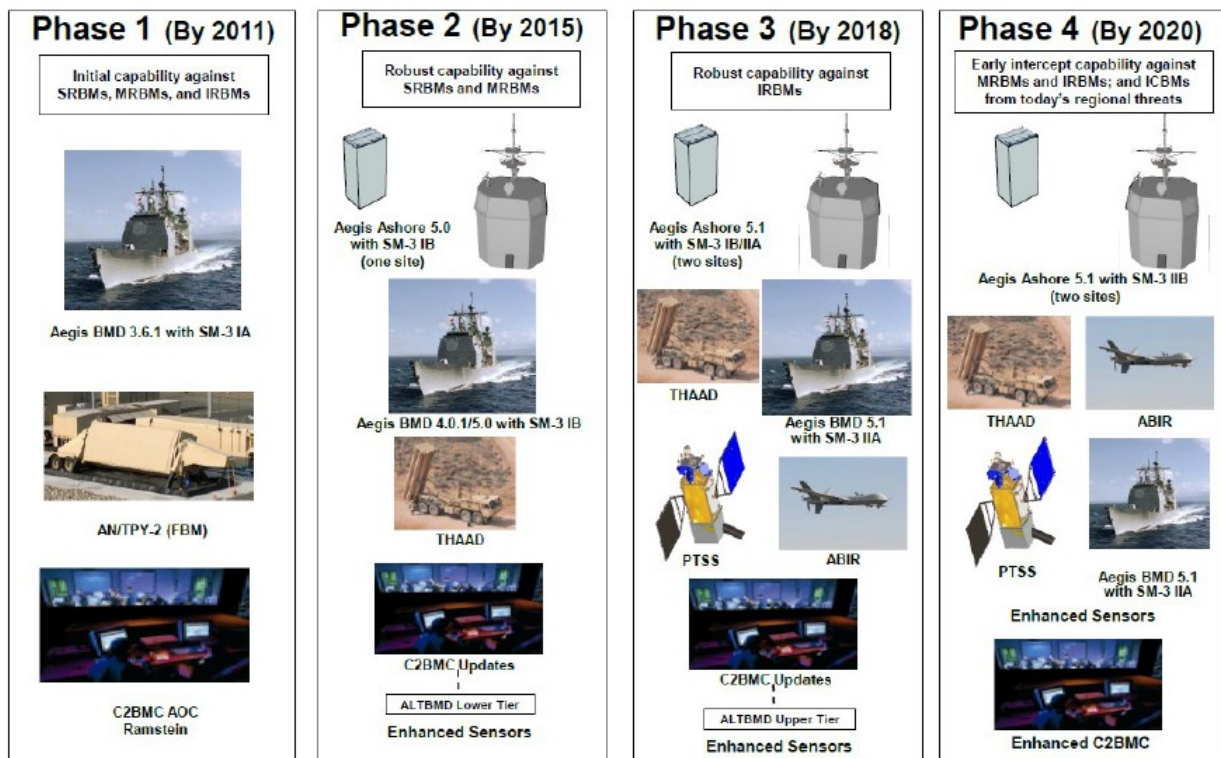 Phase 1 (By 2011)
Initial capability against
SRBMs, MRBMs, and IRBMs
Aegis BMD 3.6.1 with SM-3 IA
AN/TPY-2 (FBM)
C2BMC AOC
Ramstein
Phase 2 (By 2015)
Robust capability against
SRBMs and MRBMs
Aegis Ashore 5.0
with SM-3 IB
(one site)
Aegis BMD 4.0.1/5.0 with SM-3 IB
THAAD
C2BMC Updates
ALTBMD Lower Tier
Enhanced Sensors
Phase 3 (By 2018)
Robust capability against
IRBMs
Aegis Ashore 5.1
with SM-3 IB/IIA
(two sites)
THAAD
Aegis BMD 5.1
with SM-3 IIA
PTSS
ABIR
C2BMC Updates
ALTBMD Upper Tier
Enhanced Sensors
Phase 4 (By 2020)
Early intercept capability against
MRBMs and IRBMs; and ICBMs
from today's regional threats
Aegis Ashore 5.1 with SM-3 IIB
(two sites)
THAAD
ABIR
PTSS
Aegis BMD 5.1
with SM-3 IIA
Enhanced Sensors
Enhanced C2BMC